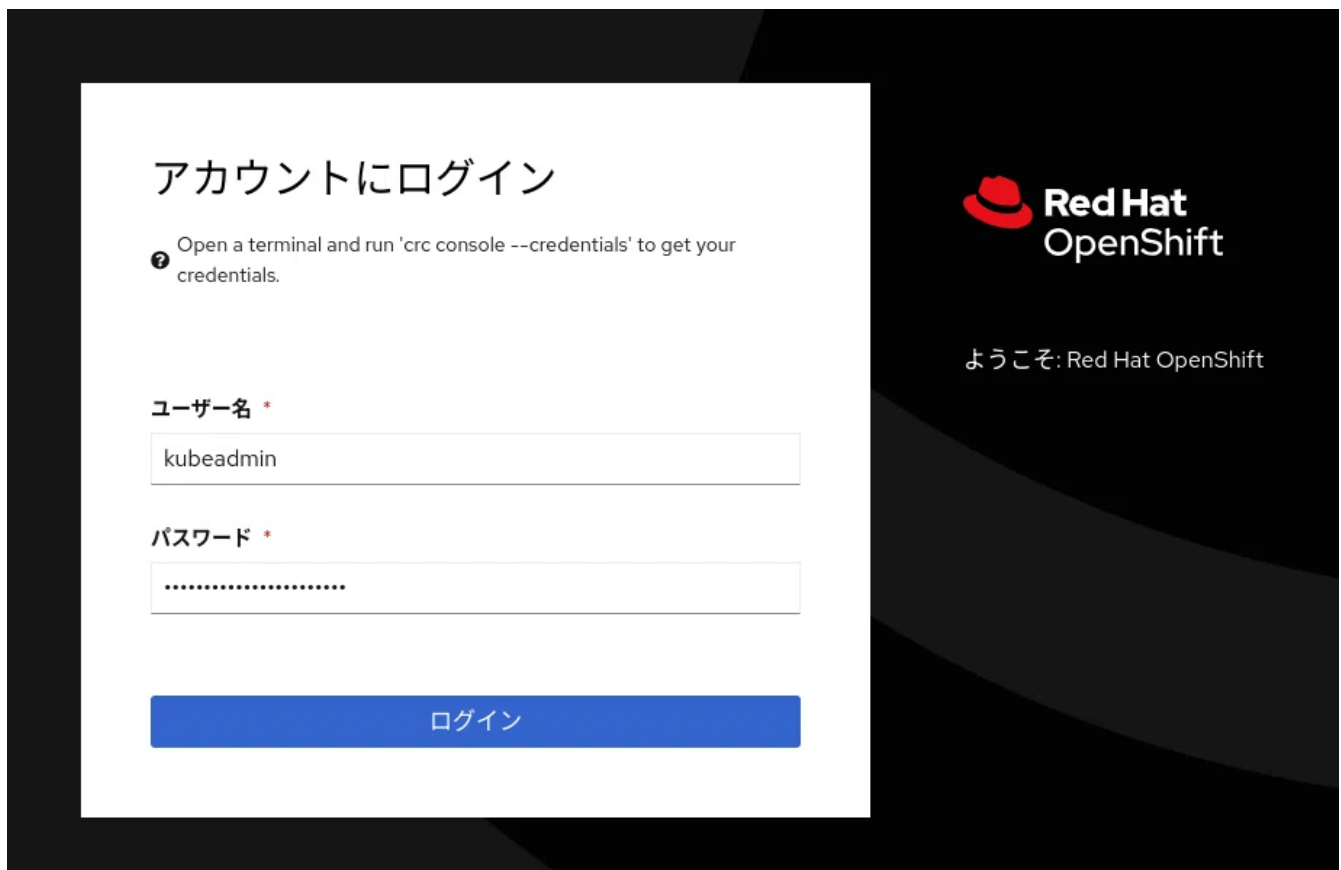 アカウントにログイン
Open a terminal and run 'crc console --credentials' to get your
credentials.
ユーザー名 *
kubeadmin
パスワード *
•••••••••••••••••••••••
ログイン
Red Hat
OpenShift
ようこそ: Red Hat OpenShift